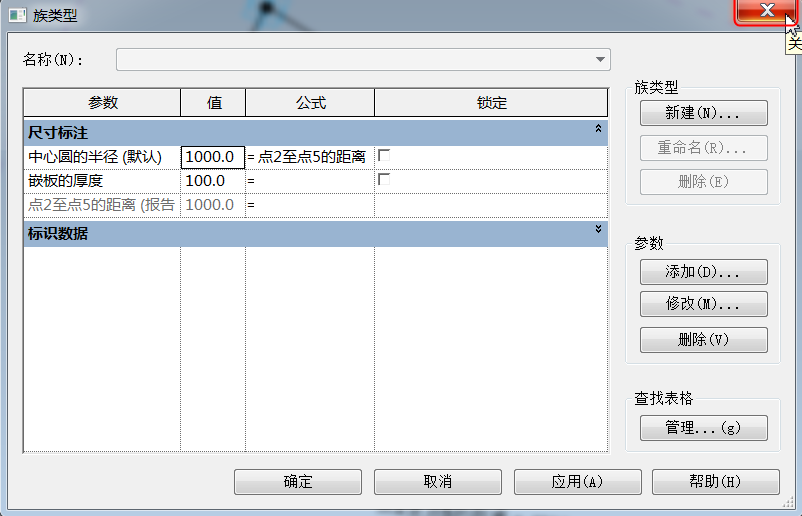 族类型
关
名称(N)：
参数 值 公式 锁定
尺寸标注
中心圆的半径 (默认) 1000.0 = 点2至点5的距离
嵌板的厚度 100.0 =
点2至点5的距离 (报告 1000.0 =
标识数据
族类型
新建(N)...
重命名(R)...
删除(E)
参数
添加(D)...
修改(M)...
删除(V)
查找表格
管理...(g)
确定 取消 应用(A) 帮助(H)